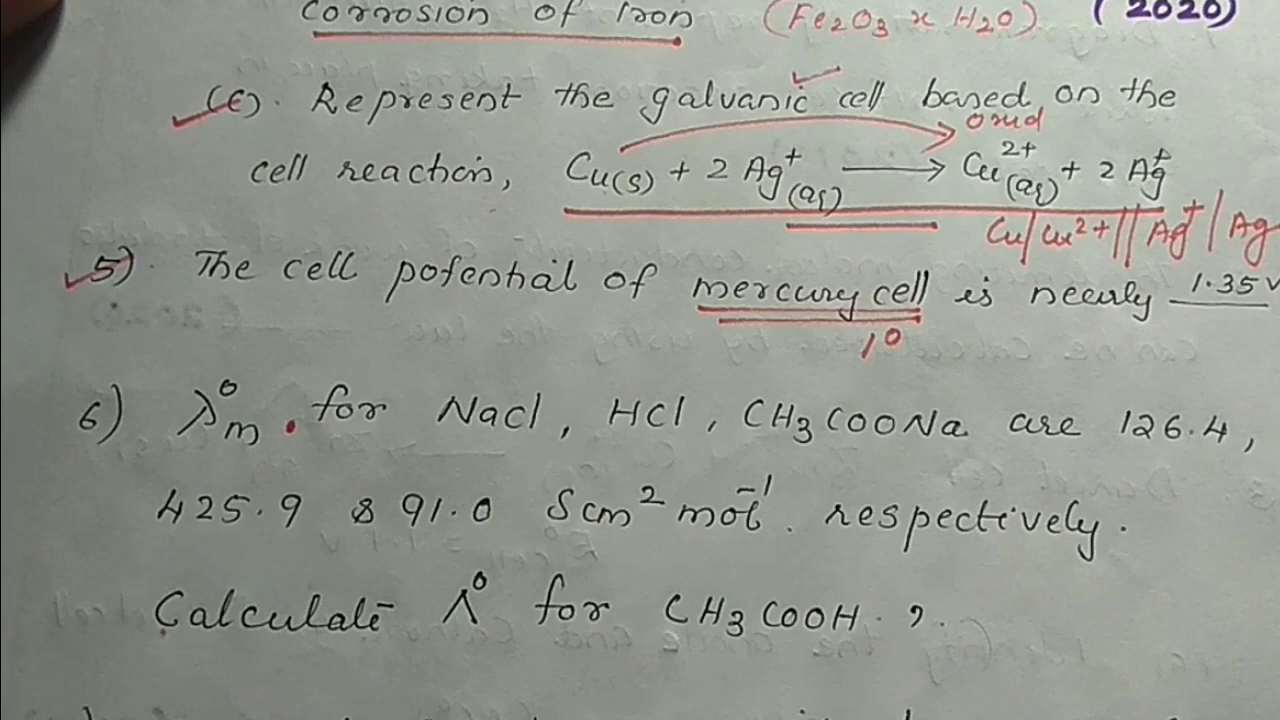 Corrosion of Iron (Fe2O3 x H2O) (2020)
(c). Represent the galvanic cell based on the
oxid
cell reaction, Cu(s) + 2 Ag⁺(aq) → Cu²⁺(aq) + 2 Ag⁺
Cu/Cu²⁺||Ag⁺/Ag
5). The cell potential of mercury cell is nearly 1.35 V
1°
6) λ°m. for Nacl, HCl, CH3COONa are 126.4,
425.9 & 91.0 Scm² mol⁻¹. respectively.
Calculate Λ° for CH3COOH. ?.